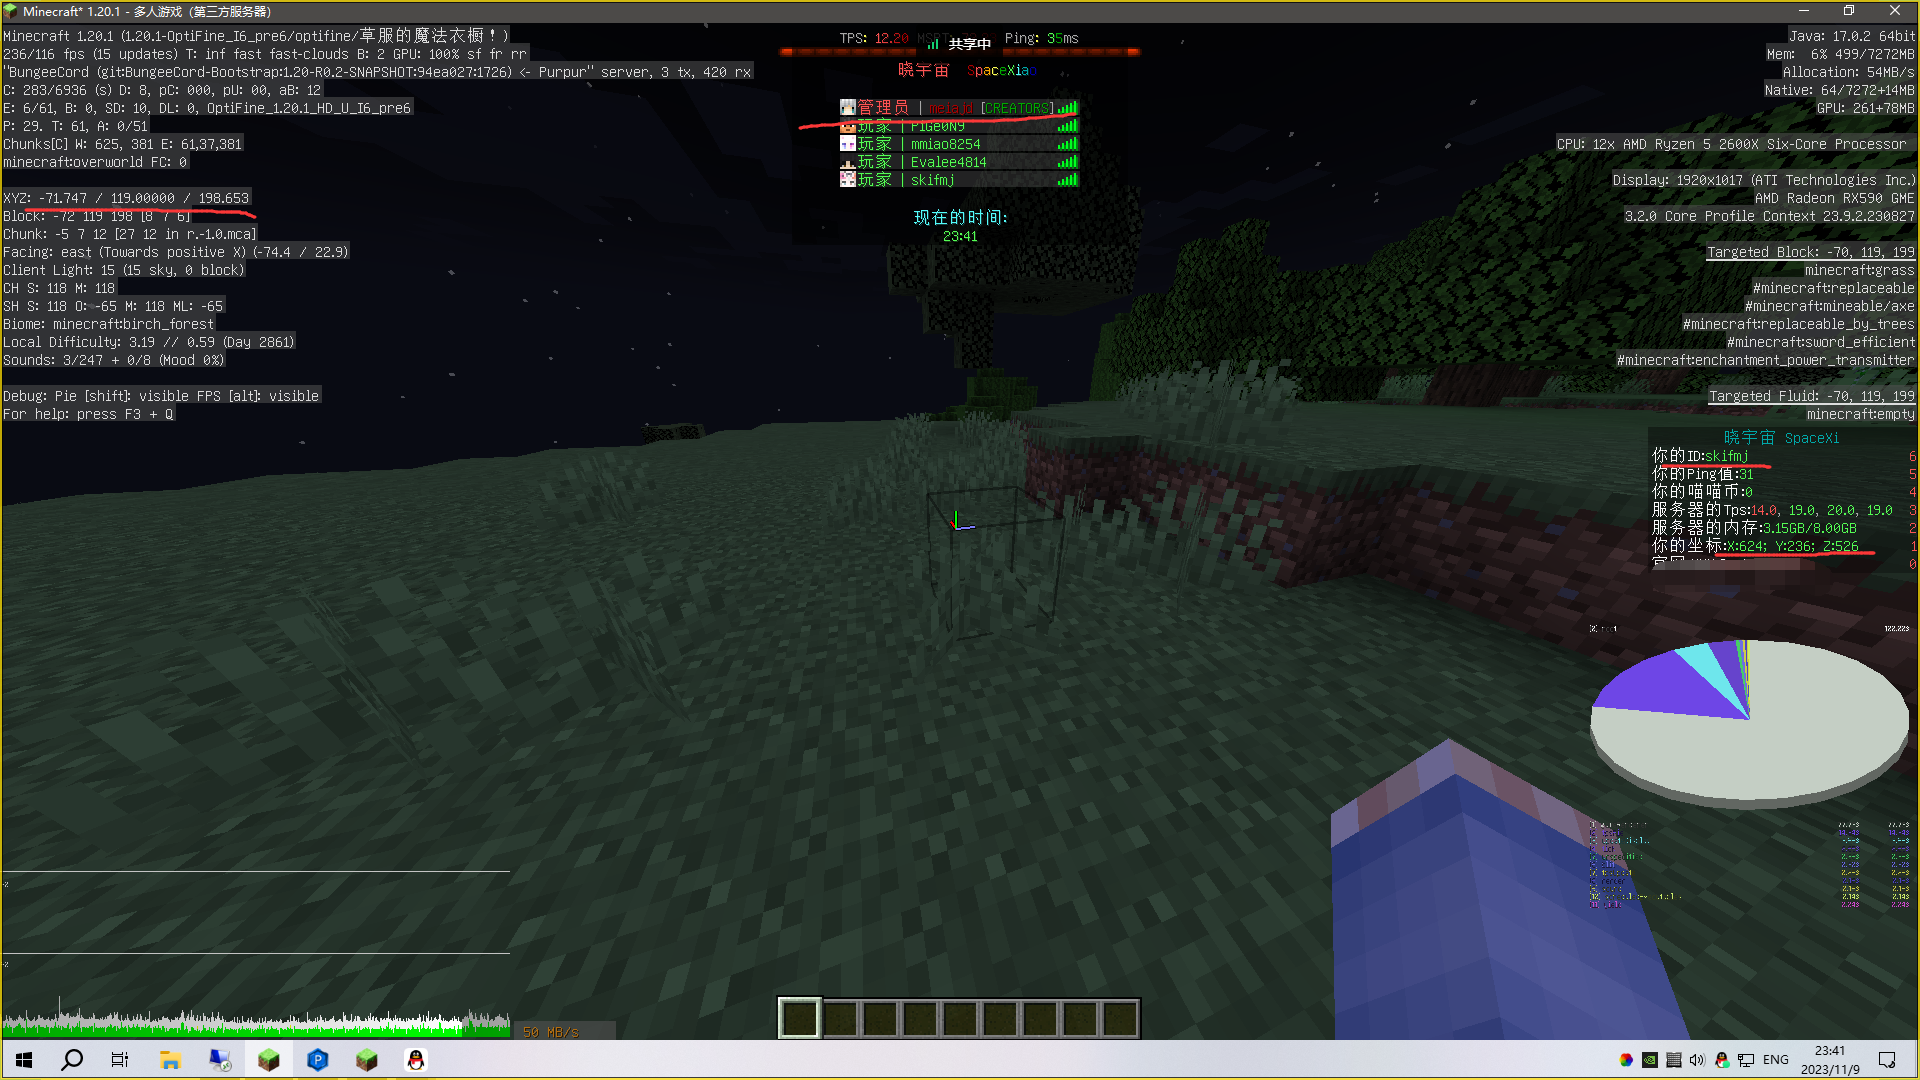 Minecraft* 1.20.1 - 多人游戏（第三方服务器）
Minecraft 1.20.1 (1.20.1-OptiFine_I6_pre6/optifine/草服的魔法衣橱！)
236/116 fps (15 updates) T: inf fast fast-clouds B: 2 GPU: 100% sf fr rr
"BungeeCord (git:BungeeCord-Bootstrap:1.20-R0.2-SNAPSHOT:94ea027:1726) <- Purpur" server, 3 tx, 420 rx
C: 283/6936 (s) D: 8, pC: 000, pU: 00, aB: 12
E: 6/61, B: 0, SD: 10, DL: 0, OptiFine_1.20.1_HD_U_I6_pre6
P: 29. T: 61, A: 0/51
Chunks[C] W: 625, 381 E: 61,37,381
minecraft:overworld FC: 0
XYZ: -71.747 / 119.00000 / 198.653
Block: -72 119 198 [8 7 6]
Chunk: -5 7 12 [27 12 in r.-1.0.mca]
Facing: east (Towards positive X) (-74.4 / 22.9)
Client Light: 15 (15 sky, 0 block)
CH S: 118 M: 118
SH S: 118 O: -65 M: 118 ML: -65
Biome: minecraft:birch_forest
Local Difficulty: 3.19 // 0.59 (Day 2861)
Sounds: 3/247 + 0/8 (Mood 0%)
Debug: Pie [shift]: visible FPS [alt]: visible
For help: press F3 + Q
TPS: 12.20 Ping: 35ms
共享中
晓宇宙 SpaceXiao
管理员 | [CREATORS]
玩家 | PIGe0N9
玩家 | mmiao8254
玩家 | Evalee4814
玩家 | skifmj
现在的时间:
23:41
Java: 17.0.2 64bit
Mem: 6% 499/7272MB
Allocation: 54MB/s
Native: 64/7272+14MB
GPU: 261+78MB
CPU: 12x AMD Ryzen 5 2600X Six-Core Processor
Display: 1920x1017 (ATI Technologies Inc.)
AMD Radeon RX590 GME
3.2.0 Core Profile Context 23.9.2.230827
Targeted Block: -70, 119, 199
minecraft:grass
#minecraft:replaceable
#minecraft:mineable/axe
#minecraft:replaceable_by_trees
#minecraft:sword_efficient
#minecraft:enchantment_power_transmitter
Targeted Fluid: -70, 119, 199
minecraft:empty
晓宇宙 SpaceXi
你的ID:skifmj 6
你的Ping值:31 5
你的喵喵币:0 4
服务器的Tps:14.0, 19.0, 20.0, 19.0 3
服务器的内存:3.15GB/8.00GB 2
你的坐标:X:624; Y:236; Z:526 1
0
50 MB/s
ENG
23:41
2023/11/9